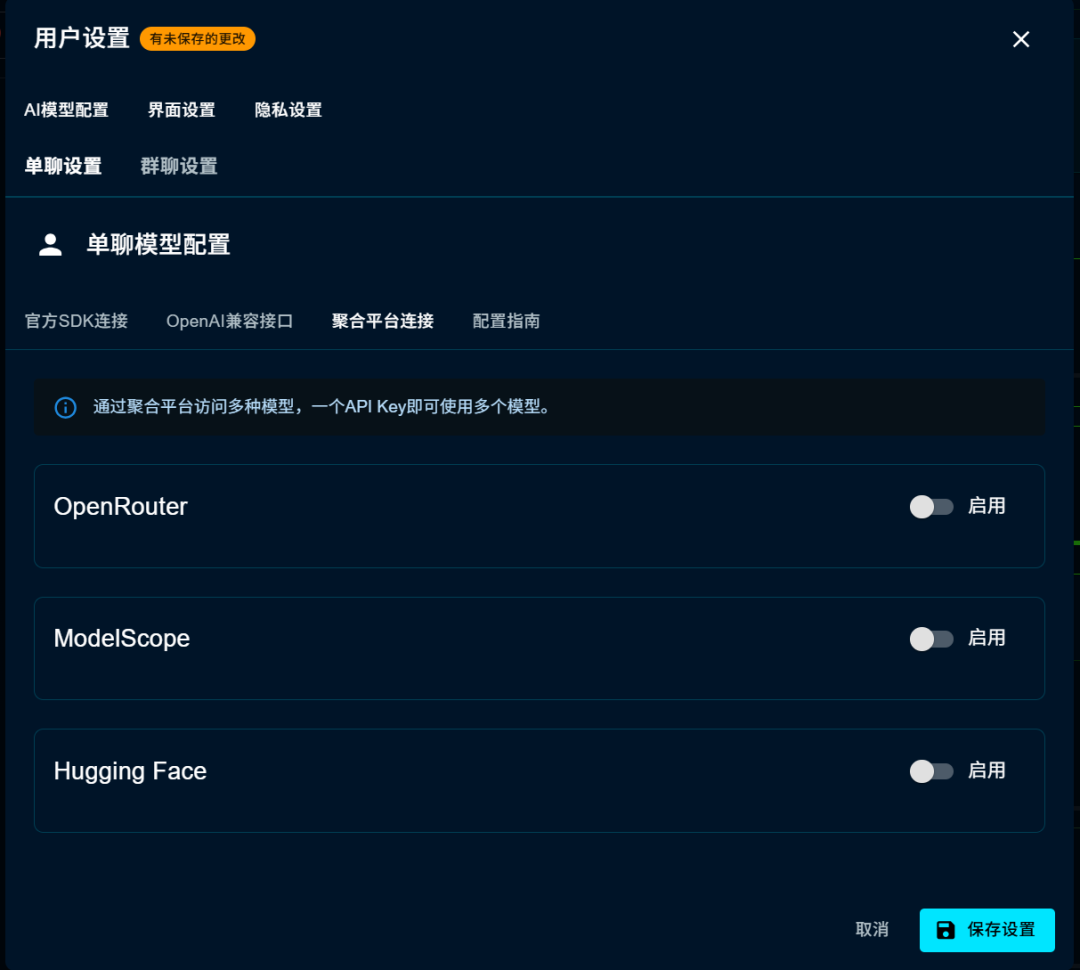 用户设置 有未保存的更改
AI模型配置 界面设置 隐私设置
单聊设置 群聊设置
单聊模型配置
官方SDK连接 OpenAI兼容接口 聚合平台连接 配置指南
通过聚合平台访问多种模型，一个API Key即可使用多个模型。
OpenRouter 启用
ModelScope 启用
Hugging Face 启用
取消 保存设置